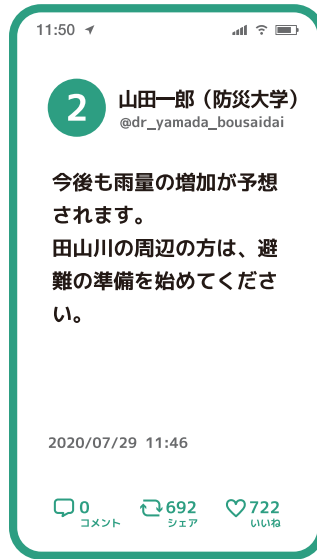 11:50
2
山田一郎（防災大学）
@dr_yamada_bousaidai
今後も雨量の増加が予想
されます。
田山川の周辺の方は、避
難の準備を始めてくださ
い。
2020/07/29 11:46
0 692 722
コメント シェア いいね